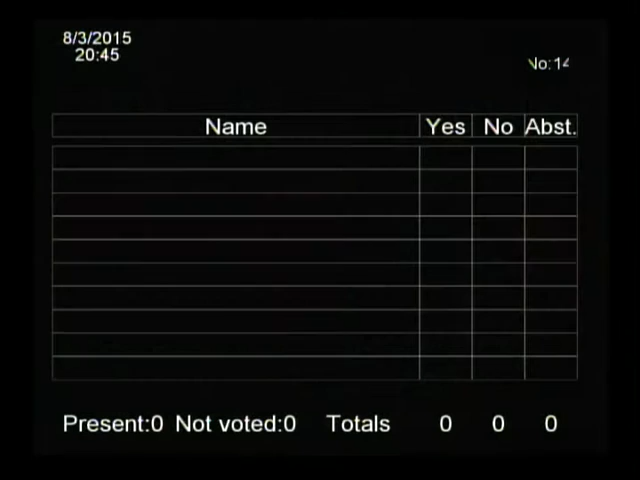 8/3/2015
20:45
No:14
Name Yes No Abst.
Present:0 Not voted:0 Totals 0 0 0